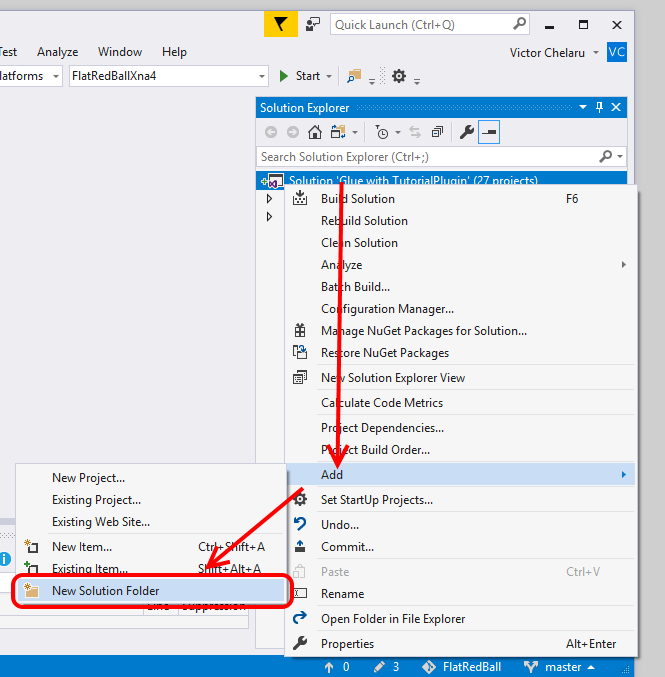 Quick Launch (Ctrl+Q)
Test Analyze Window Help
Victor Chelaru VC
latforms FlatRedBallXna4 Start
Solution Explorer
Search Solution Explorer (Ctrl+;)
Solution 'Glue with TutorialPlugin' (27 projects)
Build Solution F6
Rebuild Solution
Clean Solution
Analyze
Batch Build...
Configuration Manager...
Manage NuGet Packages for Solution...
Restore NuGet Packages
New Solution Explorer View
Calculate Code Metrics
Project Dependencies...
Project Build Order...
Add
New Project...
Existing Project...
Existing Web Site...
New Item... Ctrl+Shift+A
Existing Item... Shift+Alt+A
New Solution Folder
Line Suppression
Set StartUp Projects...
Undo...
Commit...
Paste Ctrl+V
Rename
Open Folder in File Explorer
Properties Alt+Enter
0 3 FlatRedBall master